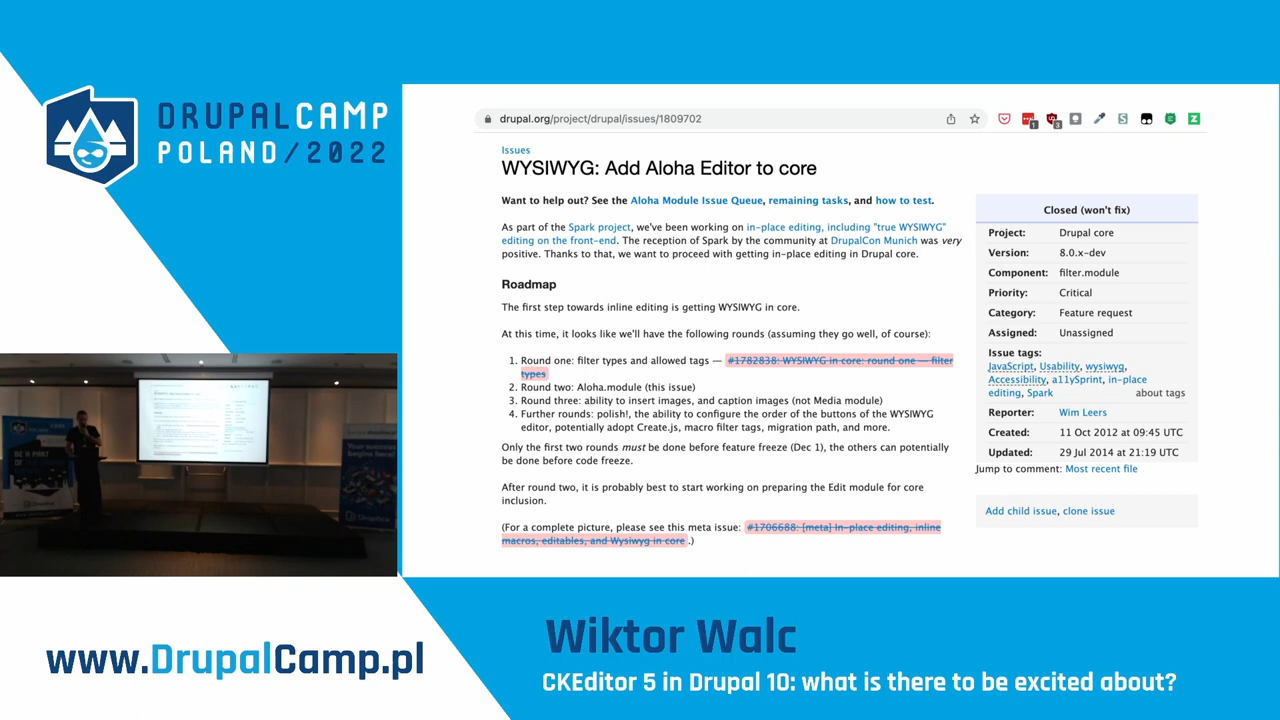 DRUPALCAMP
POLAND/2022
drupal.org/project/drupal/issues/1809702
1
3
Issues
WYSIWYG: Add Aloha Editor to core
Want to help out? See the Aloha Module Issue Queue, remaining tasks, and how to test.
As part of the Spark project, we've been working on in-place editing, including "true WYSIWYG"
editing on the front-end. The reception of Spark by the community at DrupalCon Munich was very
positive. Thanks to that, we want to proceed with getting in-place editing in Drupal core.
Roadmap
The first step towards inline editing is getting WYSIWYG in core.
At this time, it looks like we'll have the following rounds (assuming they go well, of course):
1. Round one: filter types and allowed tags — #1782838: WYSIWYG in core: round one — filter
types
2. Round two: Aloha.module (this issue)
3. Round three: ability to insert images, and caption images (not Media module)
4. Further rounds: polish!, the ability to configure the order of the buttons of the WYSIWYG
editor, potentially adopt Create.js, macro filter tags, migration path, and more.
Only the first two rounds must be done before feature freeze (Dec 1), the others can potentially
be done before code freeze.
After round two, it is probably best to start working on preparing the Edit module for core
inclusion.
(For a complete picture, please see this meta issue: #1706688: [meta] In-place editing, inline
macros, editables, and Wysiwyg in core .)
Closed (won't fix)
Project: Drupal core
Version: 8.0.x-dev
Component: filter.module
Priority: Critical
Category: Feature request
Assigned: Unassigned
Issue tags:
JavaScript, Usability, wysiwyg,
Accessibility, a11ySprint, in-place
editing, Spark
about tags
Reporter: Wim Leers
Created: 11 Oct 2012 at 09:45 UTC
Updated: 29 Jul 2014 at 21:19 UTC
Jump to comment: Most recent file
Add child issue, clone issue
BE A PART
Wiktor Walc
CKEditor 5 in Drupal 10: what is there to be excited about?
www.DrupalCamp.pl